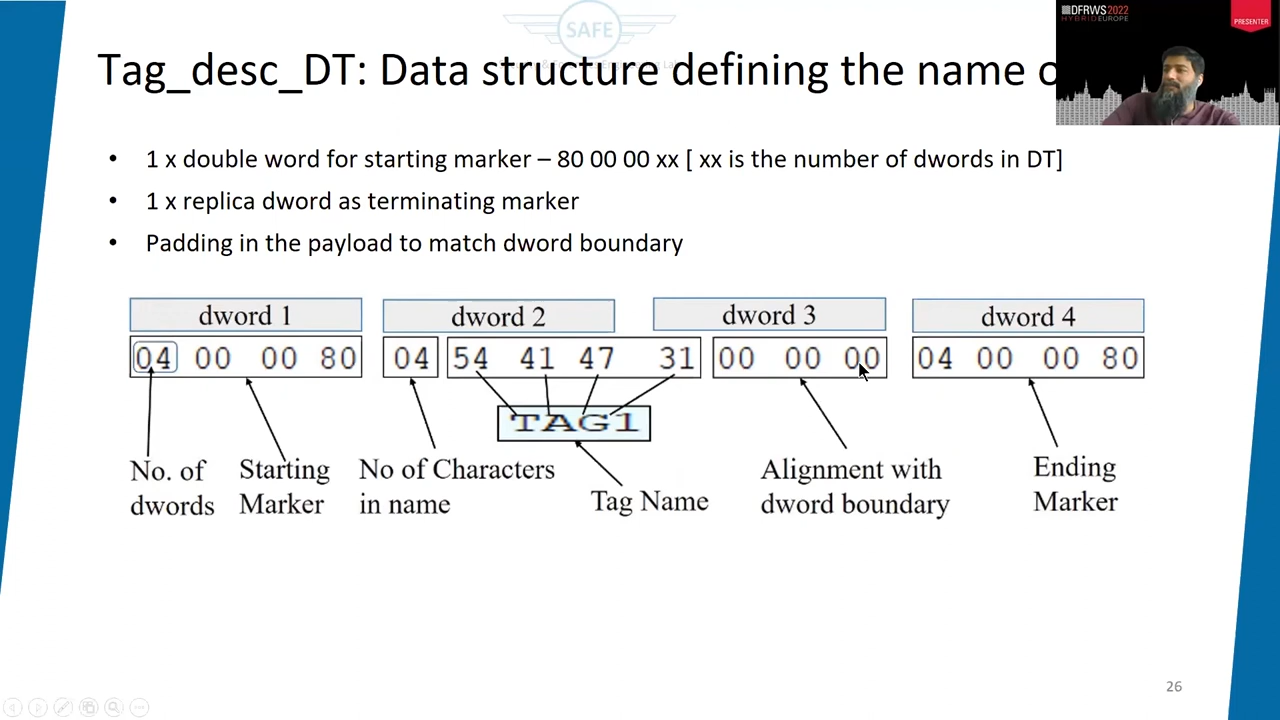 SAFE
DFRWS2022
HYBRID EUROPE
PRESENTER
Tag_desc_DT: Data structure defining the name
• 1 x double word for starting marker – 80 00 00 xx [ xx is the number of dwords in DT]
• 1 x replica dword as terminating marker
• Padding in the payload to match dword boundary
dword 1 dword 2 dword 3 dword 4
04 00 00 80 04 54 41 47 31 00 00 00 04 00 00 80
TAG1
No. of
dwords
Starting
Marker
No of Characters
in name
Tag Name
Alignment with
dword boundary
Ending
Marker
26